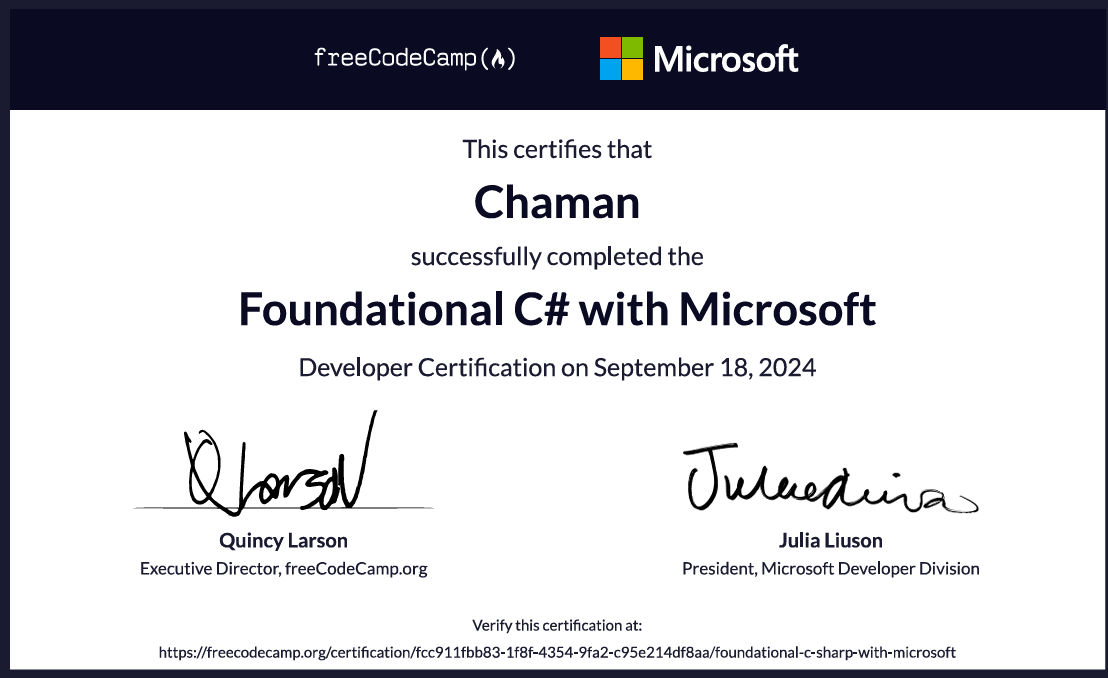 freeCodeCamp(🔥)
Microsoft
This certifies that
Chaman
successfully completed the
Foundational C# with Microsoft
Developer Certification on September 18, 2024
Quincy Larson
Executive Director, freeCodeCamp.org
Julia Liuson
President, Microsoft Developer Division
Verify this certification at:
https://freecodecamp.org/certification/fcc911fbb83-1f8f-4354-9fa2-c95e214df8aa/foundational-c-sharp-with-microsoft